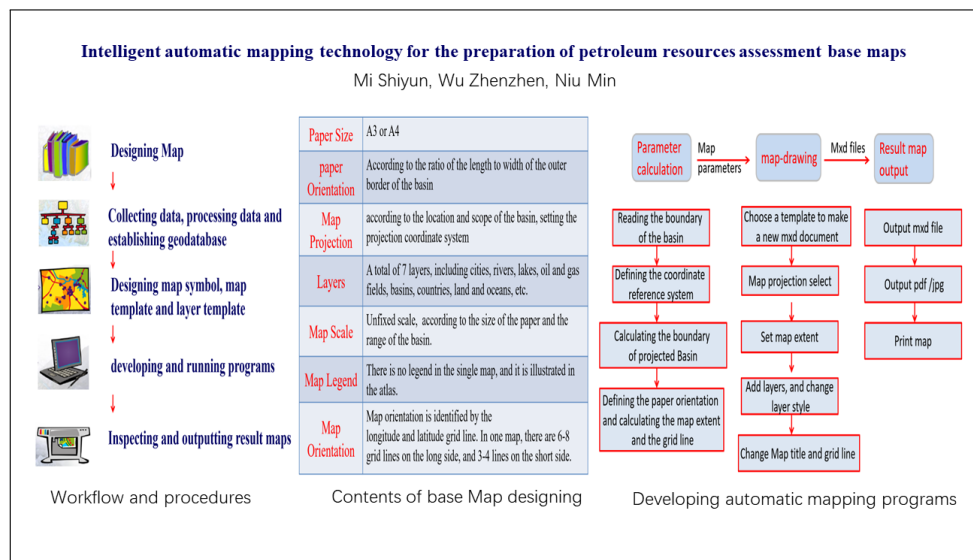 Intelligent automatic mapping technology for the preparation of petroleum resources assessment base maps
Mi Shiyun, Wu Zhenzhen, Niu Min
Designing Map
Collecting data, processing data and
establishing geodatabase
Designing map symbol, map
template and layer template
developing and running programs
Inspecting and outputting result maps
Workflow and procedures
Paper Size
A3 or A4
paper
Orientation
According to the ratio of the length to width of the outer
border of the basin
Map
Projection
according to the location and scope of the basin, setting the
projection coordinate system
Layers
A total of 7 layers, including cities, rivers, lakes, oil and gas
fields, basins, countries, land and oceans, etc.
Map Scale
Unfixed scale, according to the size of the paper and the
range of the basin.
Map Legend
There is no legend in the single map, and it is illustrated in
the atlas.
Map
Orientation
Map orientation is identified by the
longitude and latitude grid line. In one map, there are 6-8
grid lines on the long side, and 3-4 lines on the short side.
Contents of base Map designing
Parameter
calculation
Map
parameters
map-drawing
Mxd files
Result map
output
Reading the boundary
of the basin
Defining the coordinate
reference system
Calculating the boundary
of projected Basin
Defining the paper orientation
and calculating the map extent
and the grid line
Choose a template to make
a new mxd document
Map projection select
Set map extent
Add layers, and change
layer style
Change Map title and grid line
Output mxd file
Output pdf /jpg
Print map
Developing automatic mapping programs